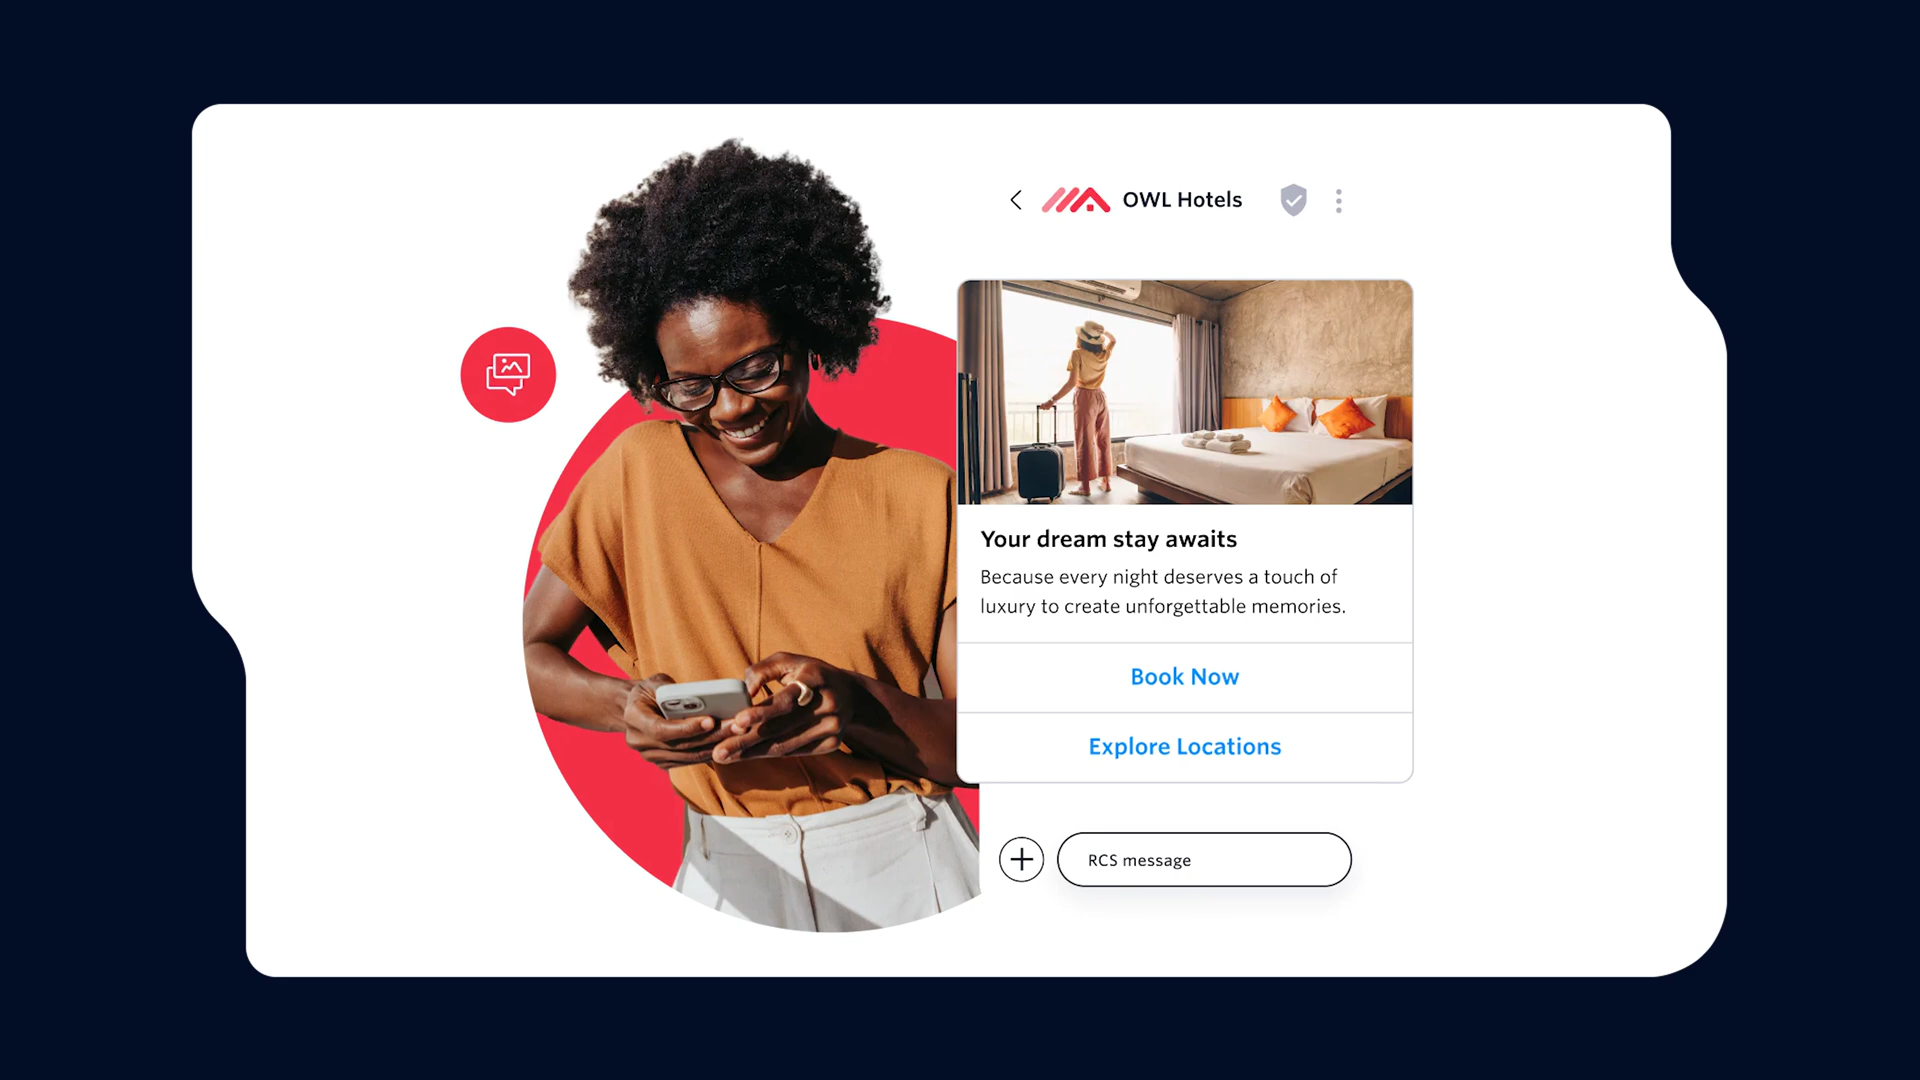 OWL Hotels
Your dream stay awaits
Because every night deserves a touch of
luxury to create unforgettable memories.
Book Now
Explore Locations
RCS message